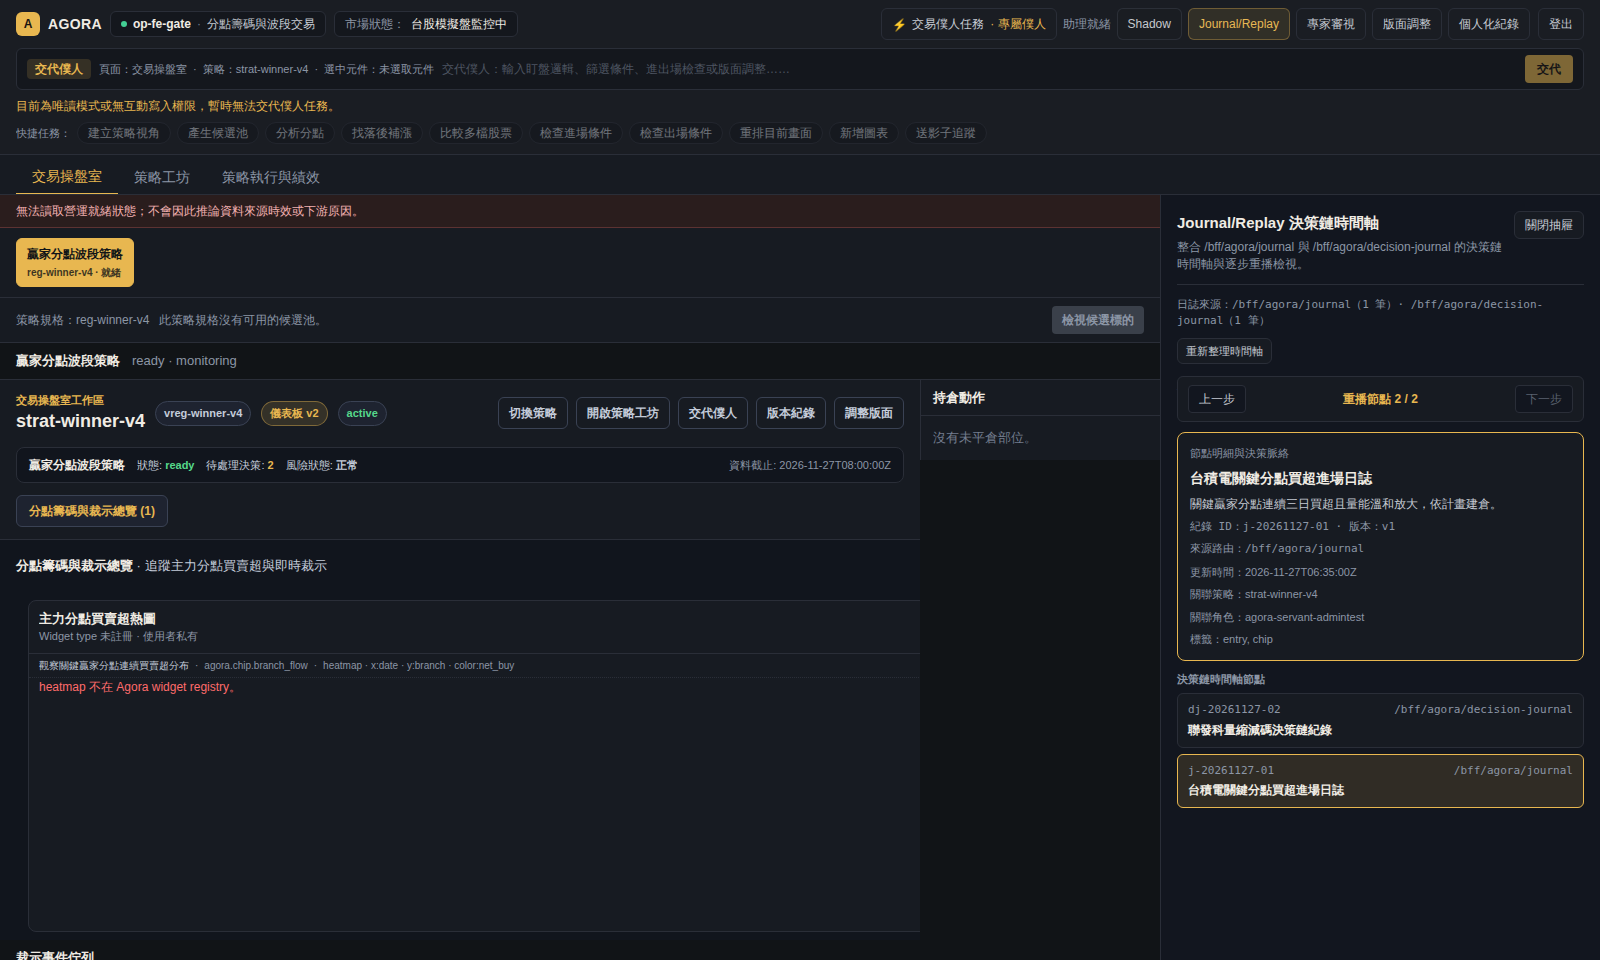 A AGORA op-fe-gate · 分點籌碼與波段交易 市場狀態： 台股模擬盤監控中 ⚡ 交易僕人任務 · 專屬僕人 助理就緒 Shadow Journal/Replay 專家審視 版面調整 個人化紀錄 登出
交代僕人 頁面：交易操盤室 · 策略：strat-winner-v4 · 選中元件：未選取元件 交代僕人：輸入盯盤邏輯、篩選條件、進出場檢查或版面調整…… 交代
目前為唯讀模式或無互動寫入權限，暫時無法交代僕人任務。
快捷任務： 建立策略視角 產生候選池 分析分點 找落後補漲 比較多檔股票 檢查進場條件 檢查出場條件 重排目前畫面 新增圖表 送影子追蹤
交易操盤室 策略工坊 策略執行與績效
無法讀取營運就緒狀態；不會因此推論資料來源時效或下游原因。
贏家分點波段策略
reg-winner-v4 · 就緒
策略規格：reg-winner-v4 此策略規格沒有可用的候選池。 檢視候選標的
贏家分點波段策略 ready · monitoring
交易操盤室工作區
strat-winner-v4 vreg-winner-v4 儀表板 v2 active 切換策略 開啟策略工坊 交代僕人 版本紀錄 調整版面
贏家分點波段策略 狀態: ready 待處理決策: 2 風險狀態: 正常 資料截止: 2026-11-27T08:00:00Z
分點籌碼與裁示總覽 (1)
分點籌碼與裁示總覽 · 追蹤主力分點買賣超與即時裁示
主力分點買賣超熱圖
Widget type 未註冊 · 使用者私有
觀察關鍵贏家分點連續買賣超分布 · agora.chip.branch_flow · heatmap · x:date · y:branch · color:net_buy
heatmap 不在 Agora widget registry。
裁示事件佇列
持倉動作
沒有未平倉部位。
Journal/Replay 決策鏈時間軸 關閉抽屜
整合 /bff/agora/journal 與 /bff/agora/decision-journal 的決策鏈
時間軸與逐步重播檢視。
日誌來源：/bff/agora/journal（1 筆）· /bff/agora/decision-
journal（1 筆）
重新整理時間軸
上一步 重播節點 2 / 2 下一步
節點明細與決策脈絡
台積電關鍵分點買超進場日誌
關鍵贏家分點連續三日買超且量能溫和放大，依計畫建倉。
紀錄 ID：j-20261127-01 · 版本：v1
來源路由：/bff/agora/journal
更新時間：2026-11-27T06:35:00Z
關聯策略：strat-winner-v4
關聯角色：agora-servant-admintest
標籤：entry, chip
決策鏈時間軸節點
dj-20261127-02 /bff/agora/decision-journal
聯發科量縮減碼決策鏈紀錄
j-20261127-01 /bff/agora/journal
台積電關鍵分點買超進場日誌